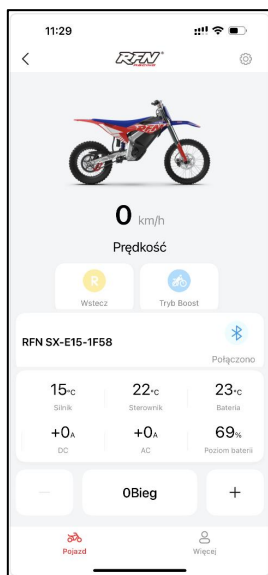 11:29
RFN
0 km/h
Prędkość
R
Wstecz Tryb Boost
RFN SX-E15-1F58
Połączono
15°C 22°C 23°C
Silnik Sterownik Bateria
+0A +0A 69%
DC AC Poziom baterii
— 0Bieg +
Pojazd Więcej